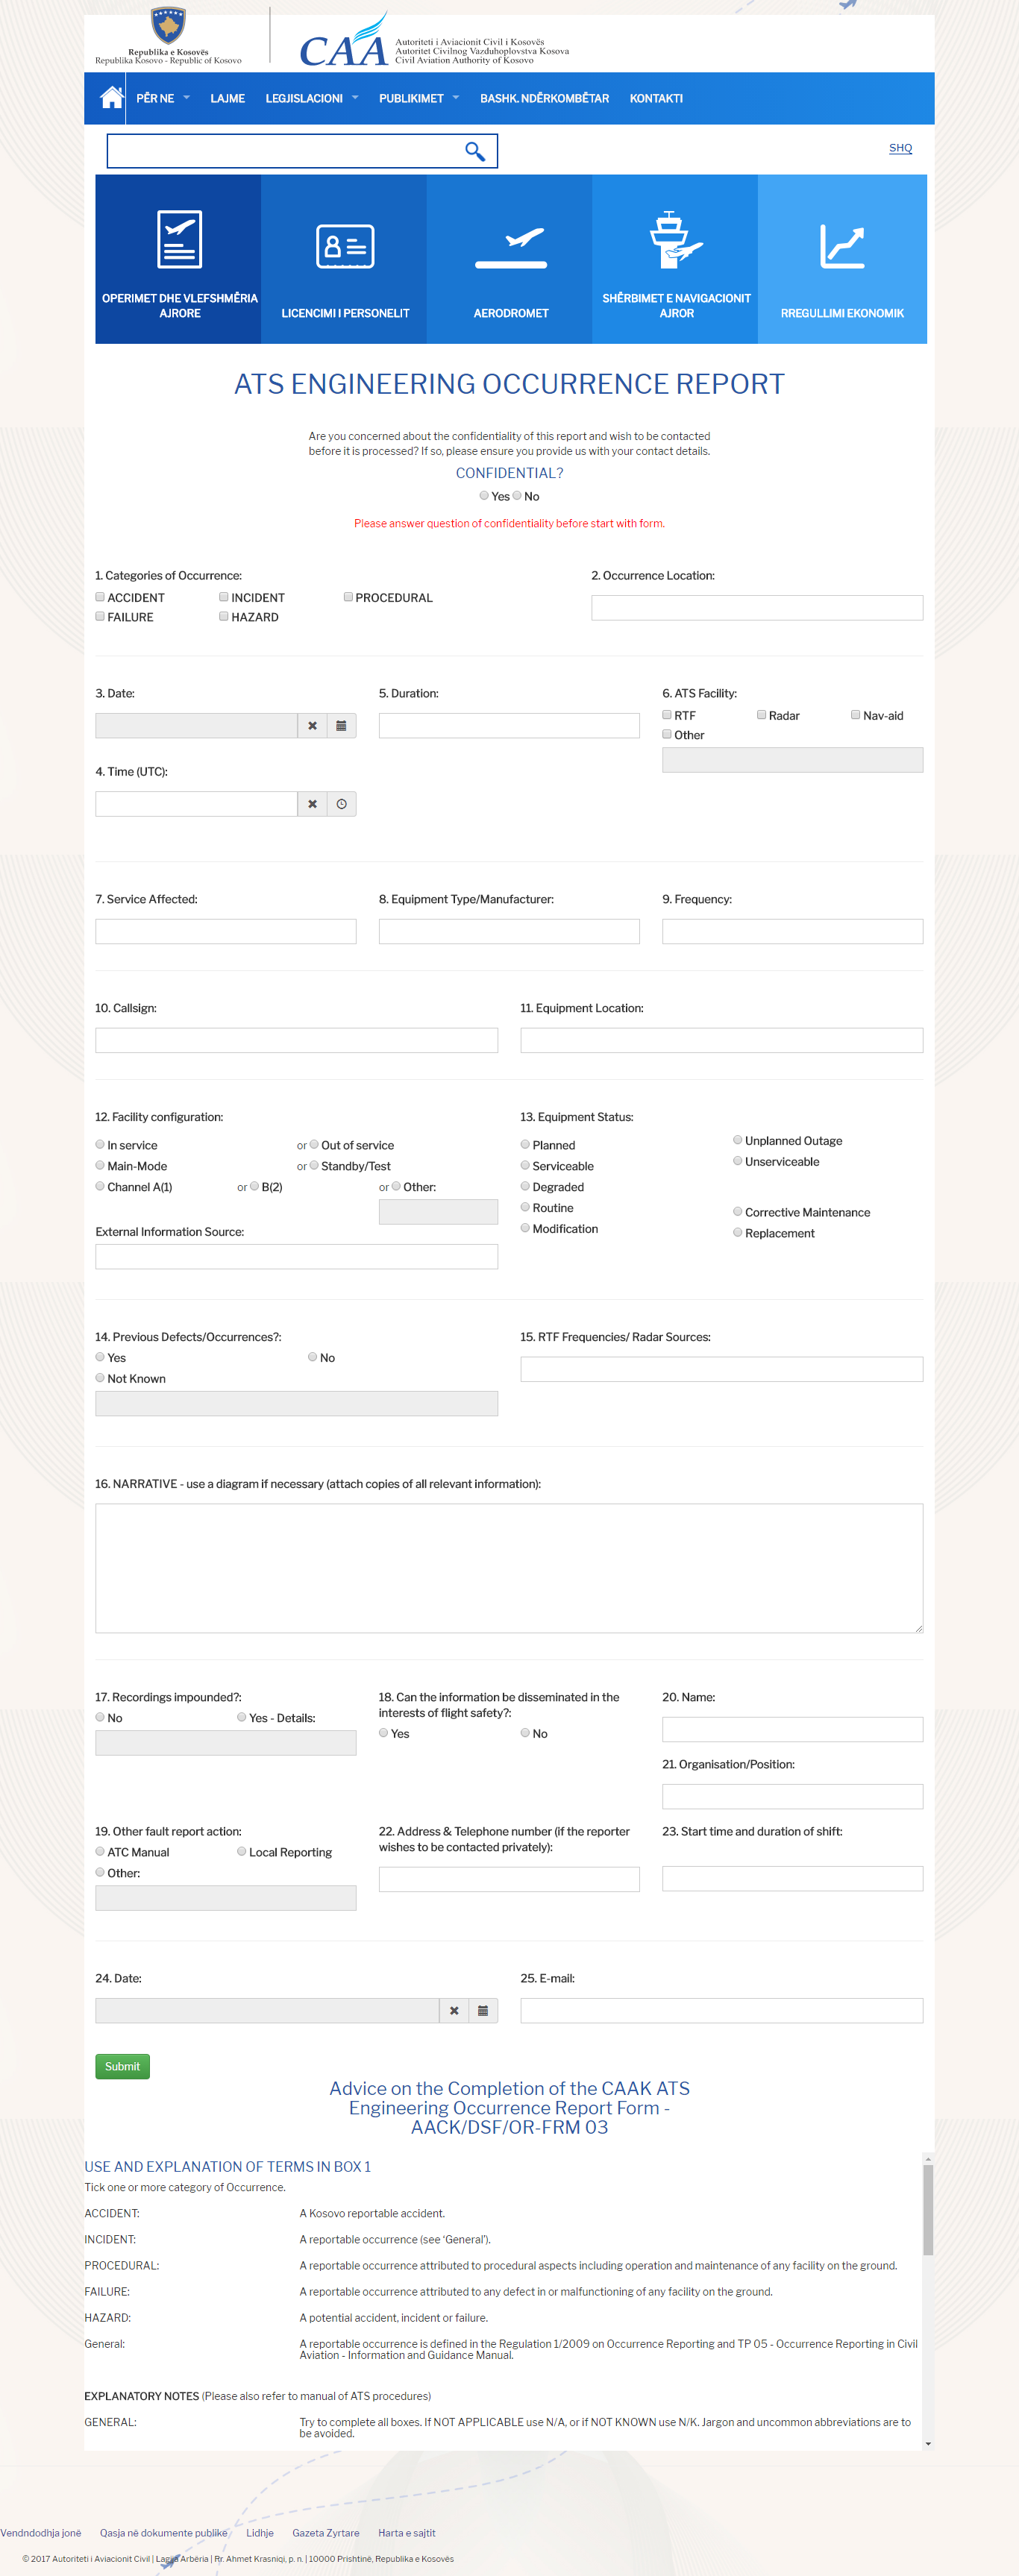 Republika e Kosovës
Republika Kosovo - Republic of Kosovo
CAA
Autoriteti i Aviacionit Civil i Kosovës
Autoritet Civilnog Vazduhoplovstva Kosova
Civil Aviation Authority of Kosovo
PËR NE LAJME LEGJISLACIONI PUBLIKIMET BASHK. NDËRKOMBËTAR KONTAKTI
SHQ
OPERIMET DHE VLEFSHMËRIA
AJRORE
LICENCIMI I PERSONELIT
AERODROMET
SHËRBIMET E NAVIGACIONIT
AJROR
RREGULLIMI EKONOMIK
ATS ENGINEERING OCCURRENCE REPORT
Are you concerned about the confidentiality of this report and wish to be contacted
before it is processed? If so, please ensure you provide us with your contact details.
CONFIDENTIAL?
Yes No
Please answer question of confidentiality before start with form.
1. Categories of Occurrence:
ACCIDENT INCIDENT PROCEDURAL
FAILURE HAZARD
2. Occurrence Location:
3. Date:
5. Duration:
6. ATS Facility:
RTF Radar Nav-aid
Other
4. Time (UTC):
7. Service Affected:
8. Equipment Type/Manufacturer:
9. Frequency:
10. Callsign:
11. Equipment Location:
12. Facility configuration:
In service or Out of service
Main-Mode or Standby/Test
Channel A(1) or B(2) or Other:
External Information Source:
13. Equipment Status:
Planned Unplanned Outage
Serviceable Unserviceable
Degraded
Routine Corrective Maintenance
Modification Replacement
14. Previous Defects/Occurrences?:
Yes No
Not Known
15. RTF Frequencies/ Radar Sources:
16. NARRATIVE - use a diagram if necessary (attach copies of all relevant information):
17. Recordings impounded?:
No Yes - Details:
18. Can the information be disseminated in the
interests of flight safety?:
Yes No
20. Name:
21. Organisation/Position:
19. Other fault report action:
ATC Manual Local Reporting
Other:
22. Address & Telephone number (if the reporter
wishes to be contacted privately):
23. Start time and duration of shift:
24. Date:
25. E-mail:
Submit
Advice on the Completion of the CAAK ATS
Engineering Occurrence Report Form -
AACK/DSF/OR-FRM 03
USE AND EXPLANATION OF TERMS IN BOX 1
Tick one or more category of Occurrence.
ACCIDENT: A Kosovo reportable accident.
INCIDENT: A reportable occurrence (see ‘General’).
PROCEDURAL: A reportable occurrence attributed to procedural aspects including operation and maintenance of any facility on the ground.
FAILURE: A reportable occurrence attributed to any defect in or malfunctioning of any facility on the ground.
HAZARD: A potential accident, incident or failure.
General: A reportable occurrence is defined in the Regulation 1/2009 on Occurrence Reporting and TP 05 - Occurrence Reporting in Civil
Aviation - Information and Guidance Manual.
EXPLANATORY NOTES (Please also refer to manual of ATS procedures)
GENERAL: Try to complete all boxes. If NOT APPLICABLE use N/A, or if NOT KNOWN use N/K. Jargon and uncommon abbreviations are to
be avoided.
Vendndodhja jonë Qasja në dokumente publike Lidhje Gazeta Zyrtare Harta e sajtit
© 2017 Autoriteti i Aviacionit Civil | Lagjja Arbëria | Rr. Ahmet Krasniqi, p. n. | 10000 Prishtinë, Republika e Kosovës